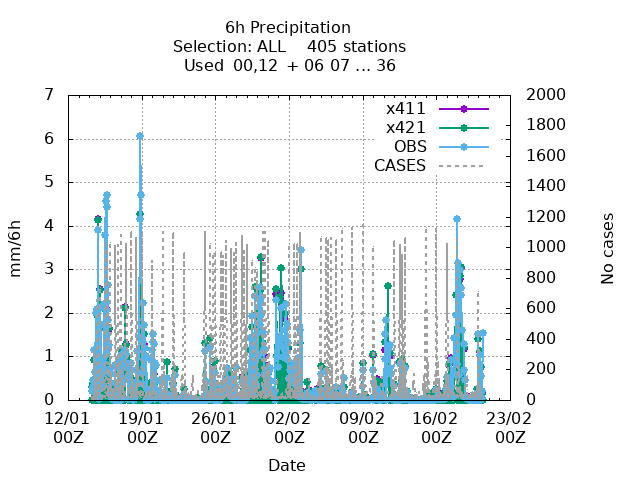 6h Precipitation
Selection: ALL 405 stations
Used 00,12 + 06 07 ... 36
7 2000
x411
6 1800
x421
1600
OBS
5 1400
CASES
4 1200
mm/6h No cases
1000
3 800
2 600
400
1 200
0 0
12/01 19/01 26/01 02/02 09/02 16/02 23/02
00Z 00Z 00Z 00Z 00Z 00Z 00Z
Date